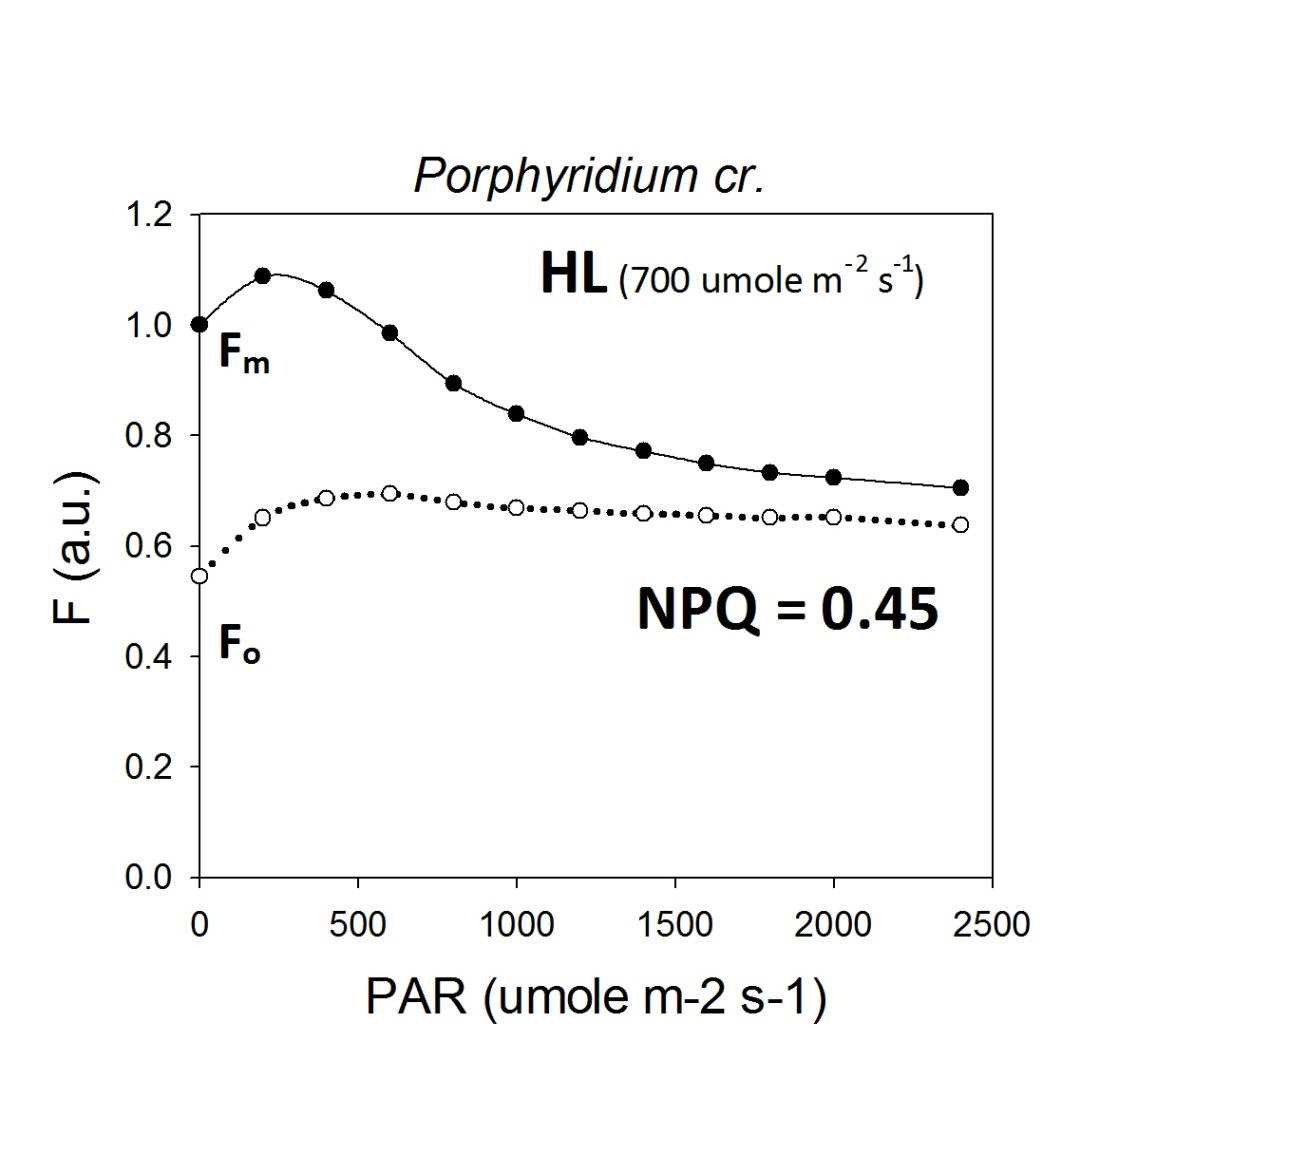 Porphyridium cr.
1.2
HL (700 umole m⁻² s⁻¹)
1.0
Fm
0.8
F (a.u.)
0.6
NPQ = 0.45
Fo
0.4
0.2
0.0
0 500 1000 1500 2000 2500
PAR (umole m-2 s-1)